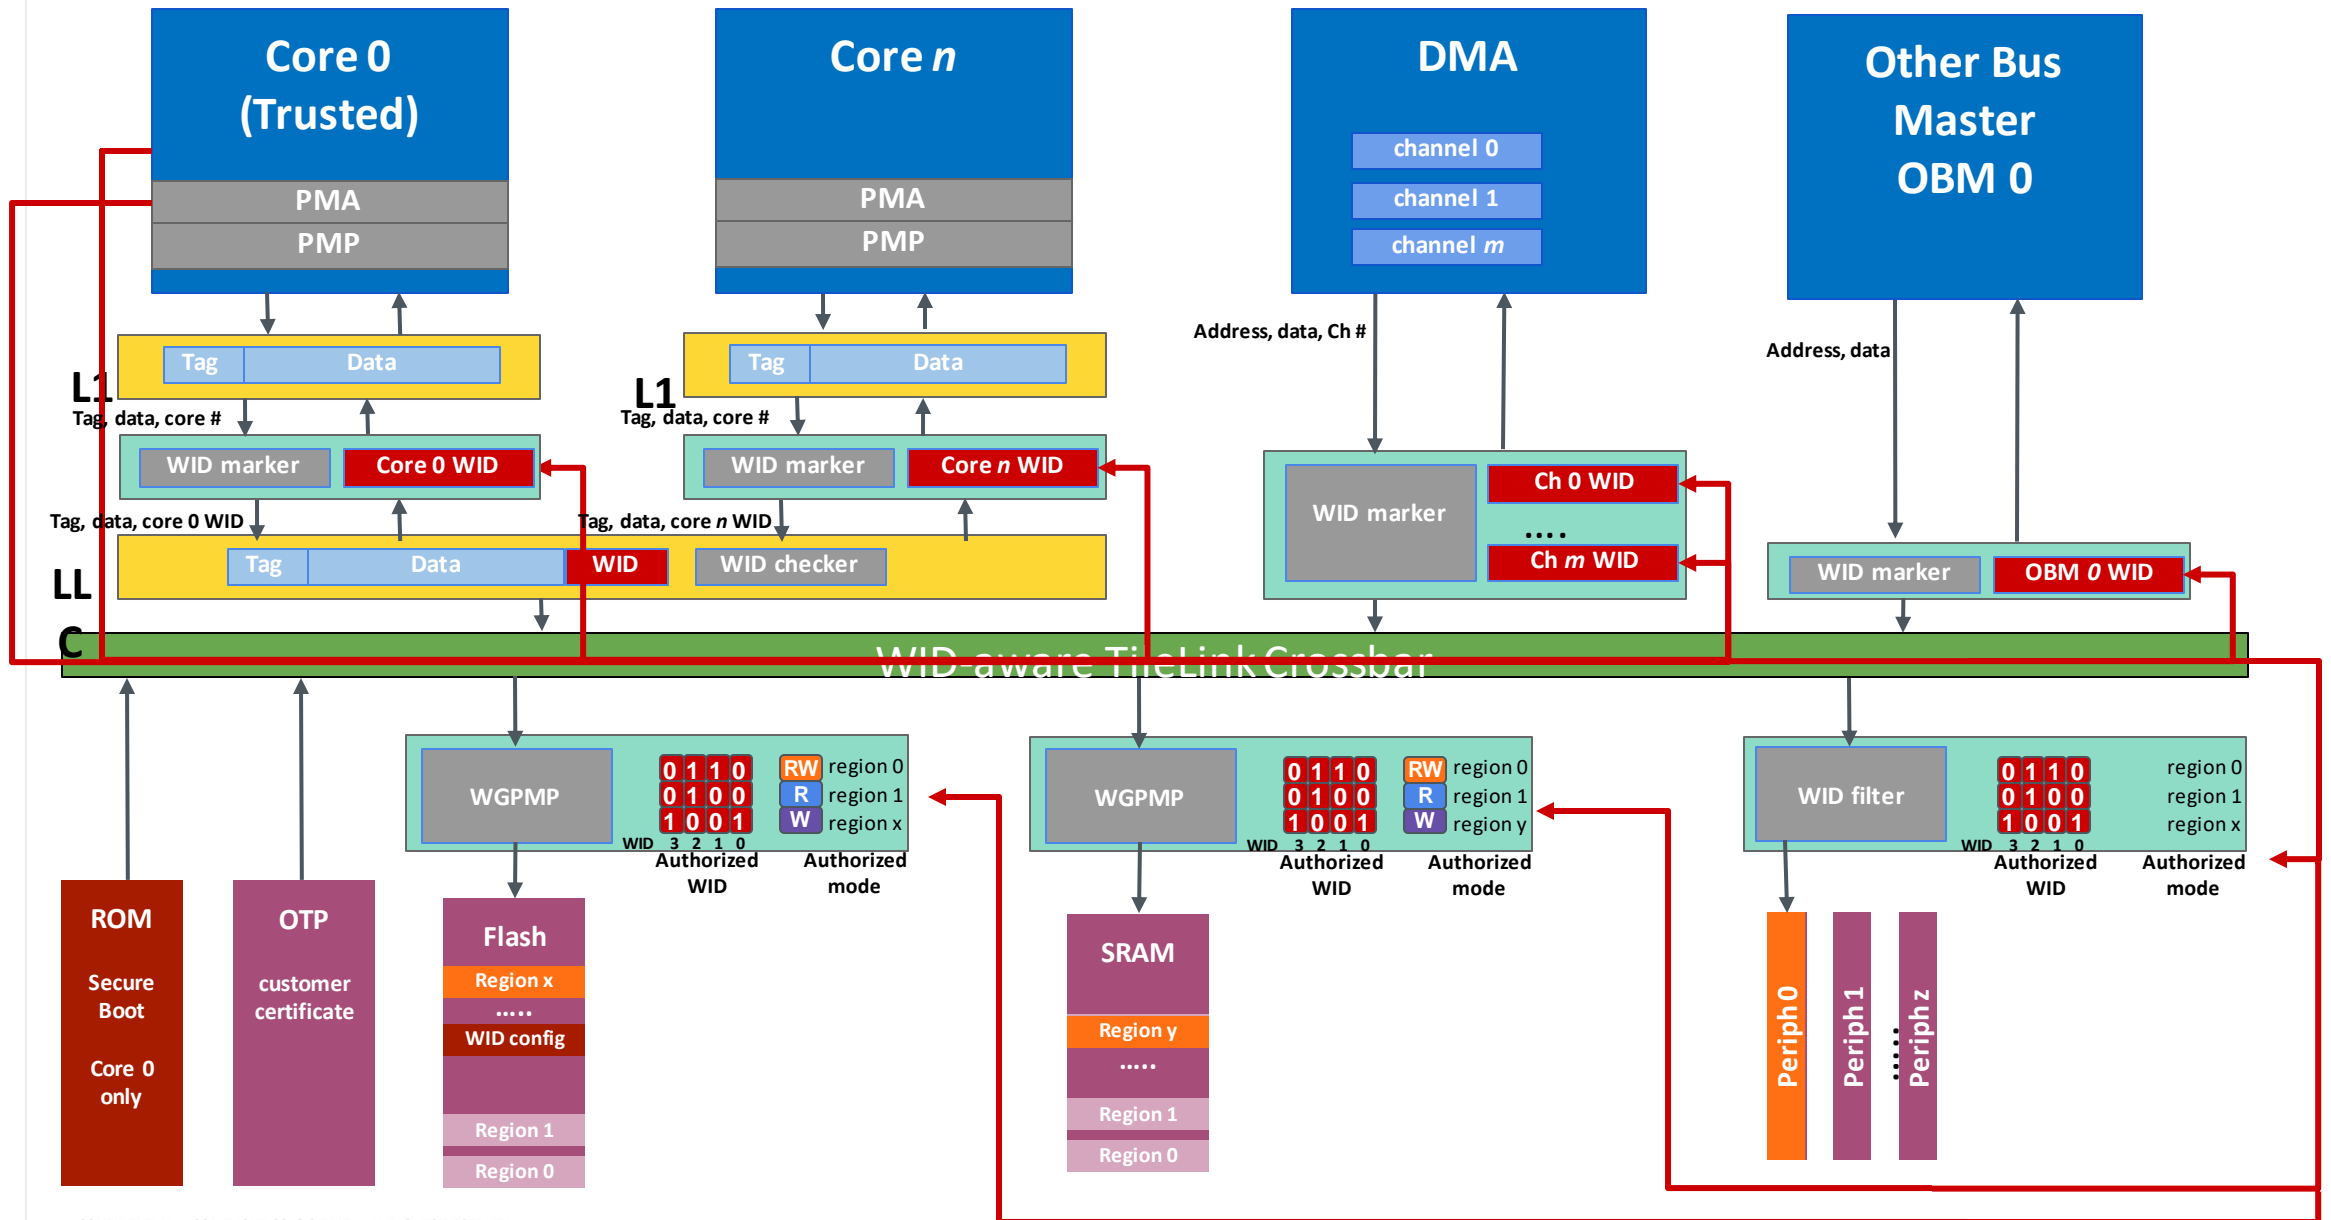 Core 0
(Trusted)
PMA
PMP
Core n
PMA
PMP
DMA
channel 0
channel 1
channel m
Other Bus
Master
OBM 0
Address, data, Ch #
Address, data
Tag
Data
L1
Tag, data, core #
Tag
Data
L1
Tag, data, core #
WID marker
Core 0 WID
WID marker
Core n WID
Tag, data, core 0 WID
Tag, data, core n WID
Tag
Data
WID
WID checker
LL
C
WID marker
Ch 0 WID
....
Ch m WID
WID marker
OBM 0 WID
WID-aware TileLink Crossbar
WGPMP
0 1 1 0
0 1 0 0
1 0 0 1
WID 3 2 1 0
Authorized
WID
RW region 0
R region 1
W region x
Authorized
mode
WGPMP
0 1 1 0
0 1 0 0
1 0 0 1
WID 3 2 1 0
Authorized
WID
RW region 0
R region 1
W region y
Authorized
mode
WID filter
0 1 1 0
0 1 0 0
1 0 0 1
WID 3 2 1 0
Authorized
WID
region 0
region 1
region x
Authorized
mode
ROM
Secure
Boot
Core 0
only
OTP
customer
certificate
Flash
Region x
.....
WID config
Region 1
Region 0
SRAM
Region y
.....
Region 1
Region 0
Periph 0
Periph 1
......
Periph z